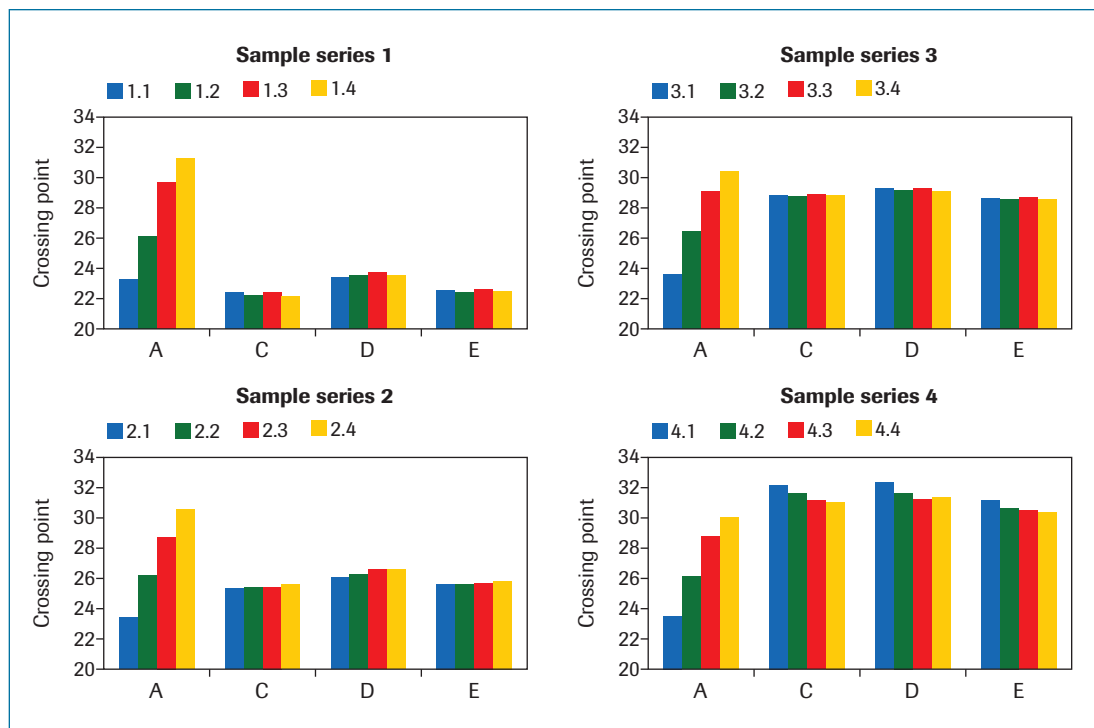 Sample series 1
1.1 1.2 1.3 1.4
Crossing point
34
32
30
28
26
24
22
20
A C D E
Sample series 3
3.1 3.2 3.3 3.4
Crossing point
34
32
30
28
26
24
22
20
A C D E
Sample series 2
2.1 2.2 2.3 2.4
Crossing point
34
32
30
28
26
24
22
20
A C D E
Sample series 4
4.1 4.2 4.3 4.4
Crossing point
34
32
30
28
26
24
22
20
A C D E